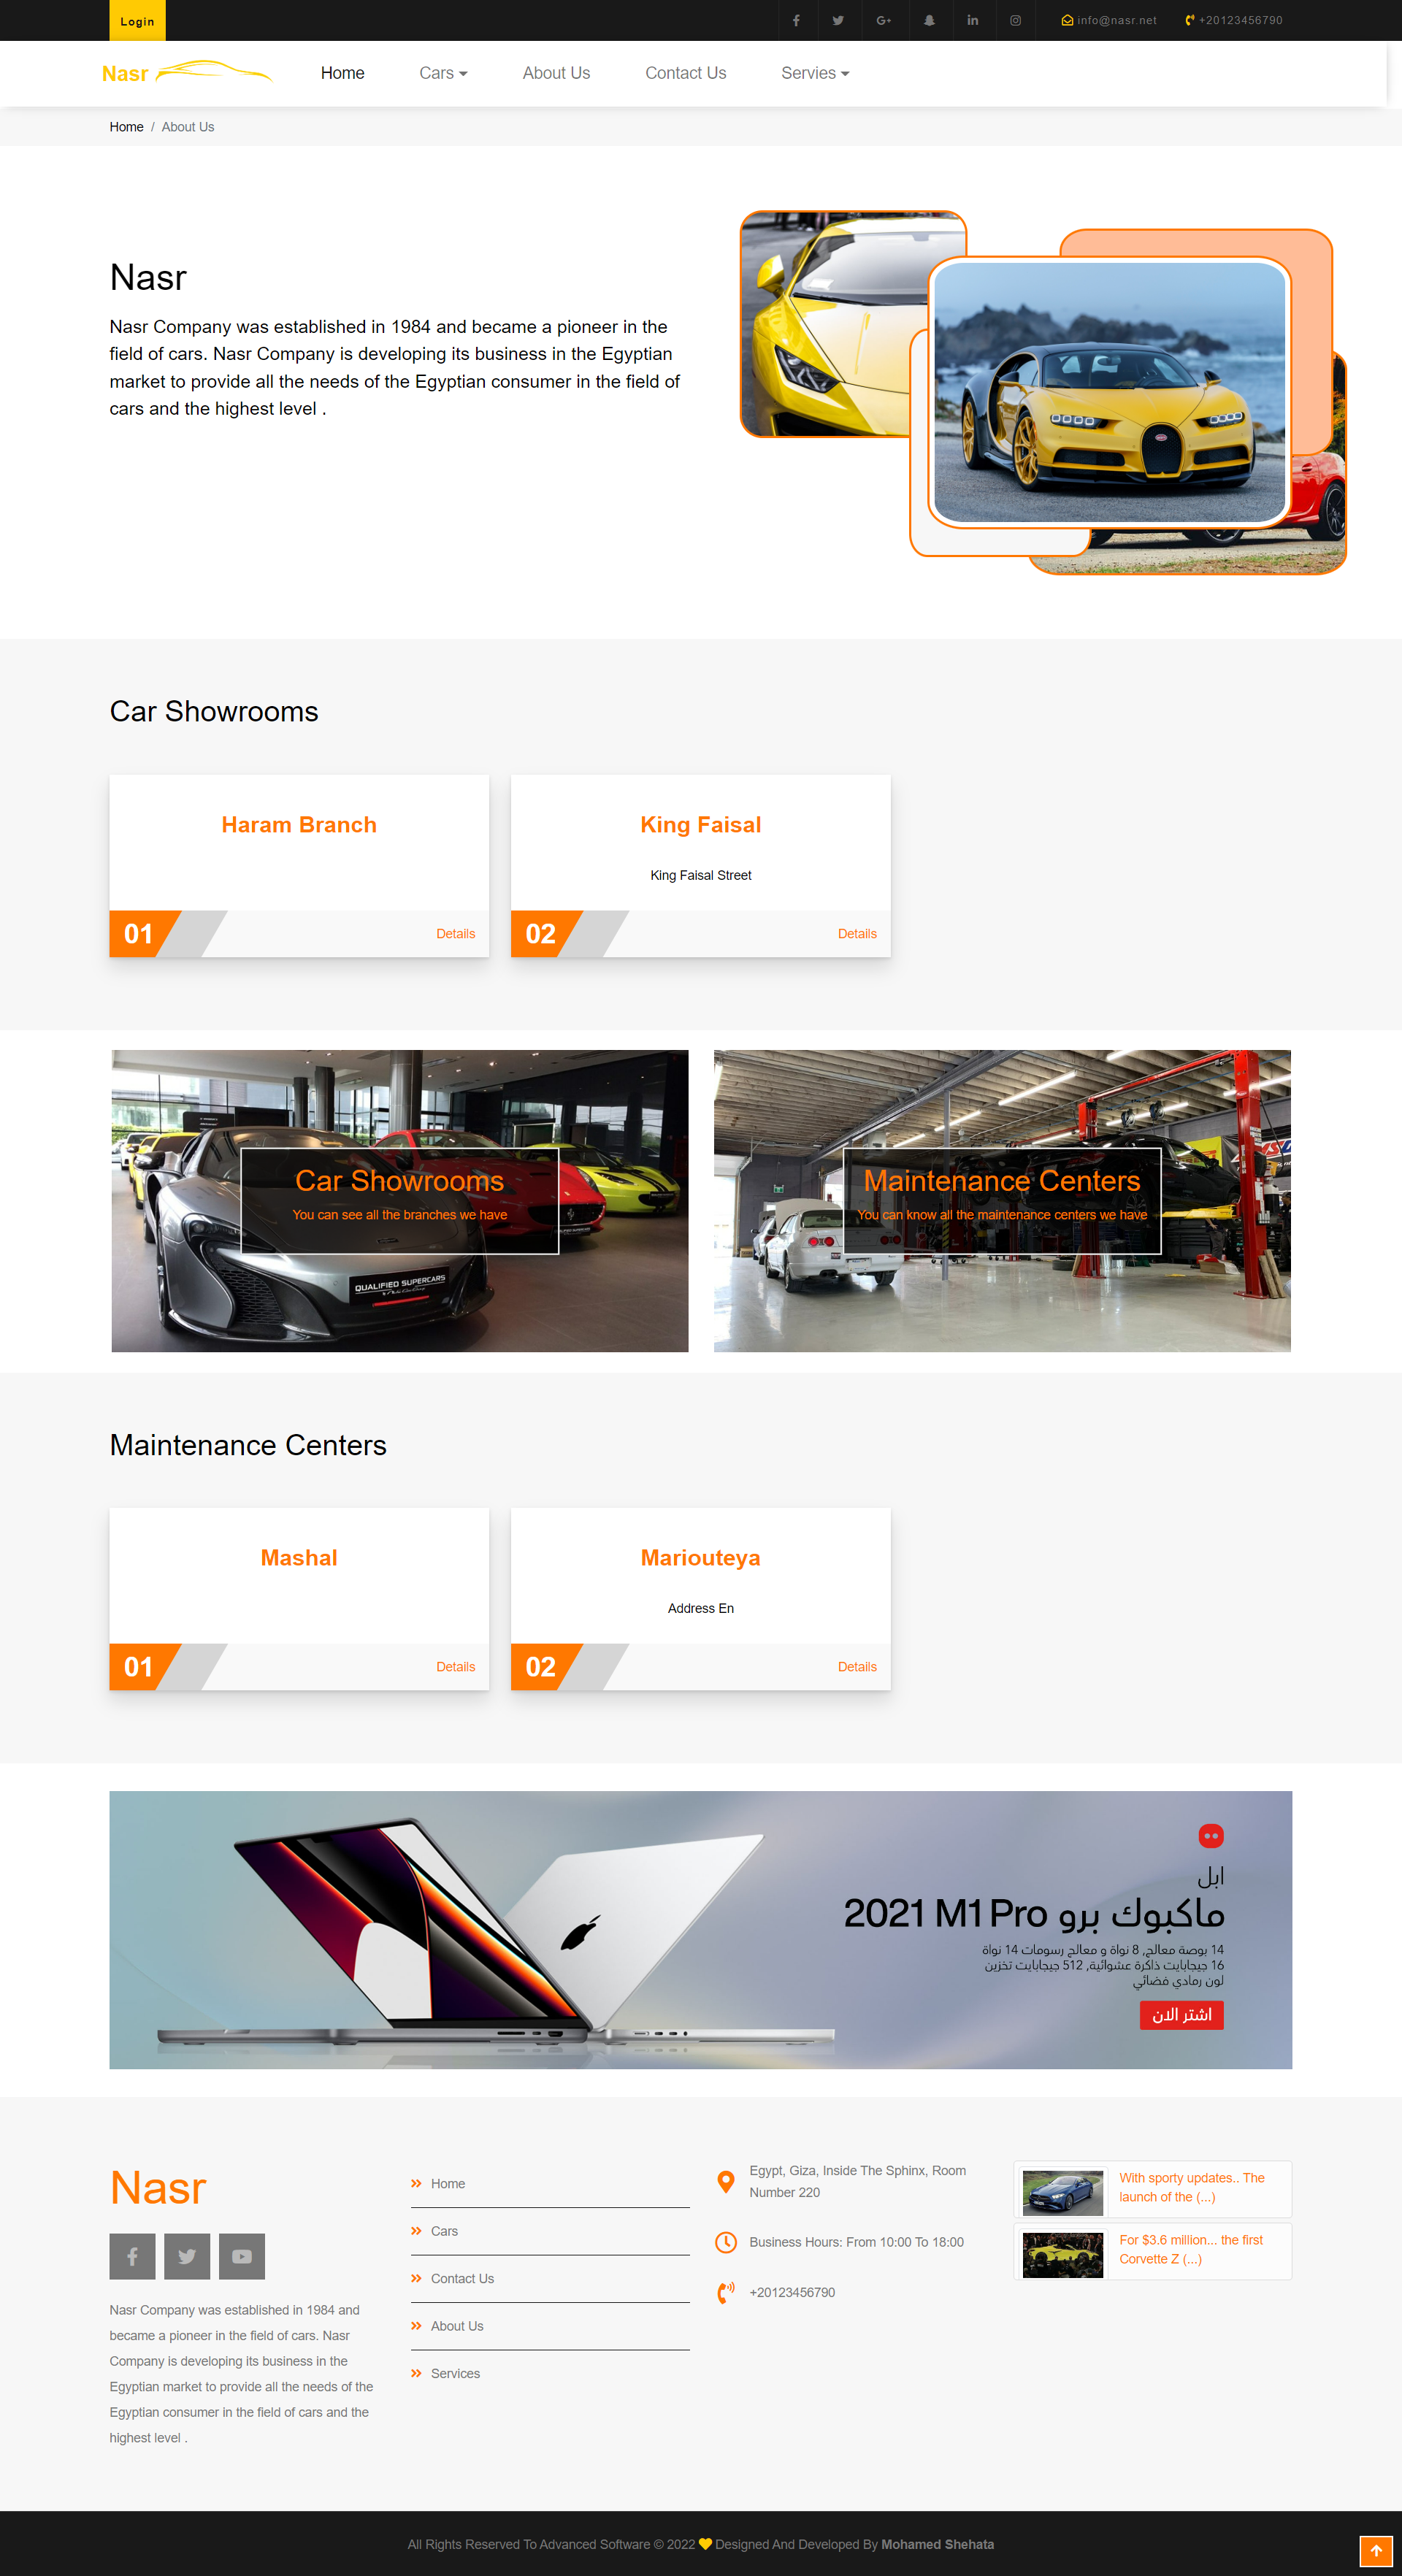 Login
info@nasr.net
+20123456790
Nasr
Home
Cars
About Us
Contact Us
Servies
Home / About Us
Nasr
Nasr Company was established in 1984 and became a pioneer in the
field of cars. Nasr Company is developing its business in the Egyptian
market to provide all the needs of the Egyptian consumer in the field of
cars and the highest level .
Car Showrooms
Haram Branch
01
Details
King Faisal
King Faisal Street
02
Details
Car Showrooms
You can see all the branches we have
QUALIFIED SUPERCARS
Maintenance Centers
You can know all the maintenance centers we have
Maintenance Centers
Mashal
01
Details
Mariouteya
Address En
02
Details
ابل
ماكبوك برو 2021 M1 Pro
14 بوصة معالج, 8 نواة و معالج رسومات 14 نواة
16 جيجابايت ذاكرة عشوائية, 512 جيجابايت تخزين
لون رمادي فضائي
اشتر الان
Nasr
Nasr Company was established in 1984 and
became a pioneer in the field of cars. Nasr
Company is developing its business in the
Egyptian market to provide all the needs of the
Egyptian consumer in the field of cars and the
highest level .
Home
Cars
Contact Us
About Us
Services
Egypt, Giza, Inside The Sphinx, Room
Number 220
Business Hours: From 10:00 To 18:00
+20123456790
With sporty updates.. The
launch of the (...)
For $3.6 million... the first
Corvette Z (...)
All Rights Reserved To Advanced Software © 2022 Designed And Developed By Mohamed Shehata